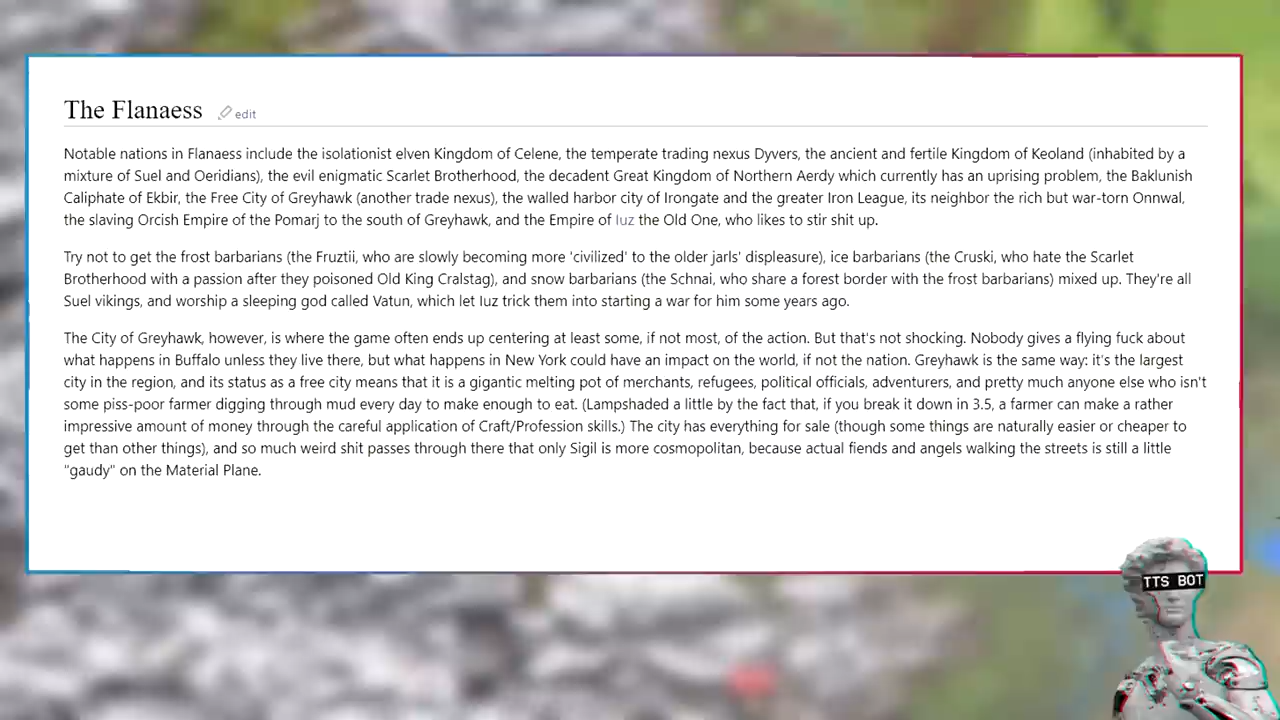 The Flanaess edit
Notable nations in Flanaess include the isolationist elven Kingdom of Celene, the temperate trading nexus Dyvers, the ancient and fertile Kingdom of Keoland (inhabited by a
mixture of Suel and Oeridians), the evil enigmatic Scarlet Brotherhood, the decadent Great Kingdom of Northern Aerdy which currently has an uprising problem, the Baklunish
Caliphate of Ekbir, the Free City of Greyhawk (another trade nexus), the walled harbor city of Irongate and the greater Iron League, its neighbor the rich but war-torn Onnwal,
the slaving Orcish Empire of the Pomarj to the south of Greyhawk, and the Empire of Iuz the Old One, who likes to stir shit up.
Try not to get the frost barbarians (the Fruztii, who are slowly becoming more 'civilized' to the older jarls' displeasure), ice barbarians (the Cruski, who hate the Scarlet
Brotherhood with a passion after they poisoned Old King Cralstag), and snow barbarians (the Schnai, who share a forest border with the frost barbarians) mixed up. They're all
Suel vikings, and worship a sleeping god called Vatun, which let Iuz trick them into starting a war for him some years ago.
The City of Greyhawk, however, is where the game often ends up centering at least some, if not most, of the action. But that's not shocking. Nobody gives a flying fuck about
what happens in Buffalo unless they live there, but what happens in New York could have an impact on the world, if not the nation. Greyhawk is the same way: it's the largest
city in the region, and its status as a free city means that it is a gigantic melting pot of merchants, refugees, political officials, adventurers, and pretty much anyone else who isn't
some piss-poor farmer digging through mud every day to make enough to eat. (Lampshaded a little by the fact that, if you break it down in 3.5, a farmer can make a rather
impressive amount of money through the careful application of Craft/Profession skills.) The city has everything for sale (though some things are naturally easier or cheaper to
get than other things), and so much weird shit passes through there that only Sigil is more cosmopolitan, because actual fiends and angels walking the streets is still a little
"gaudy" on the Material Plane.
TTS BOT